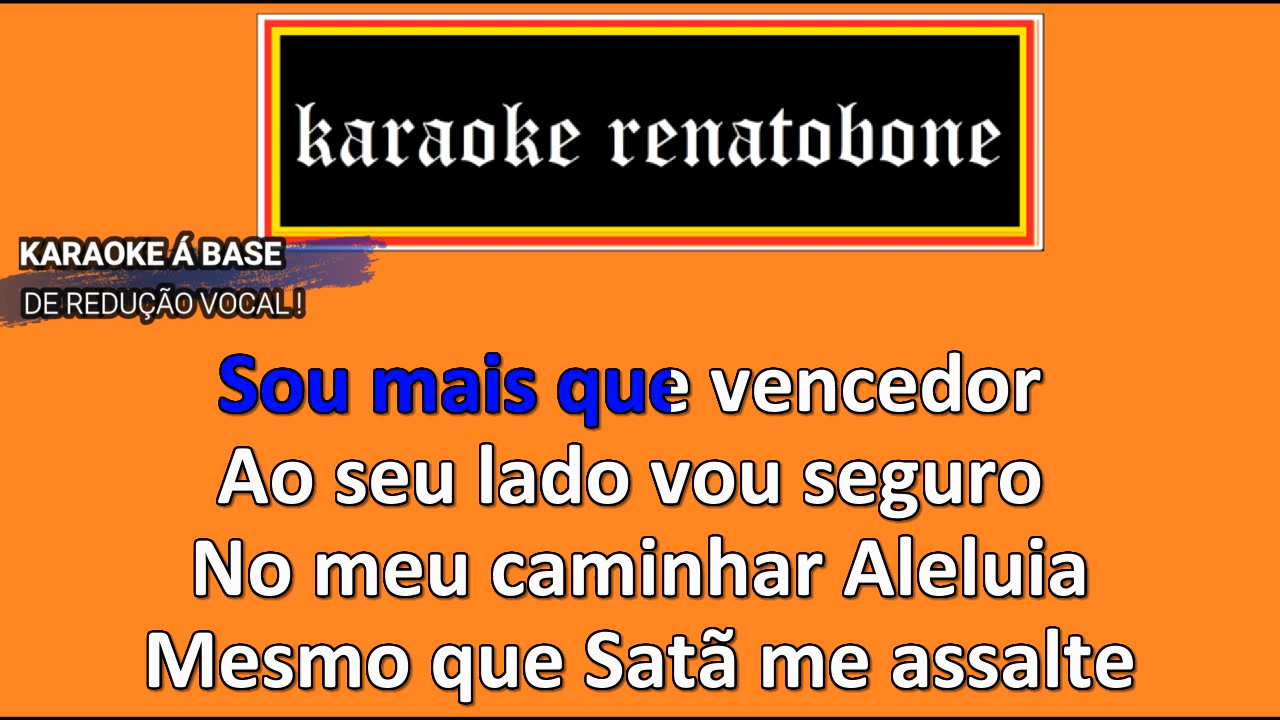 karaoke renatobone
KARAOKE Á BASE
DE REDUÇÃO VOCAL !
Sou mais que vencedor
Ao seu lado vou seguro
No meu caminhar Aleluia
Mesmo que Satã me assalte